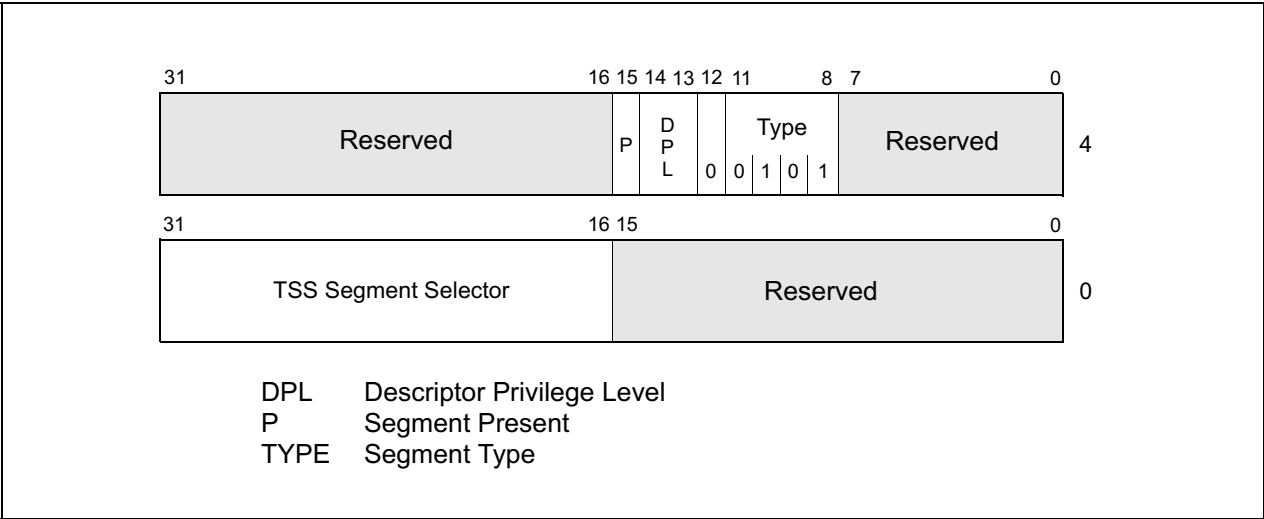 31 16 15 14 13 12 11 8 7 0
Reserved P DPL Type Reserved 4
0 0 1 0 1
31 16 15 0
TSS Segment Selector Reserved 0
DPL Descriptor Privilege Level
P Segment Present
TYPE Segment Type